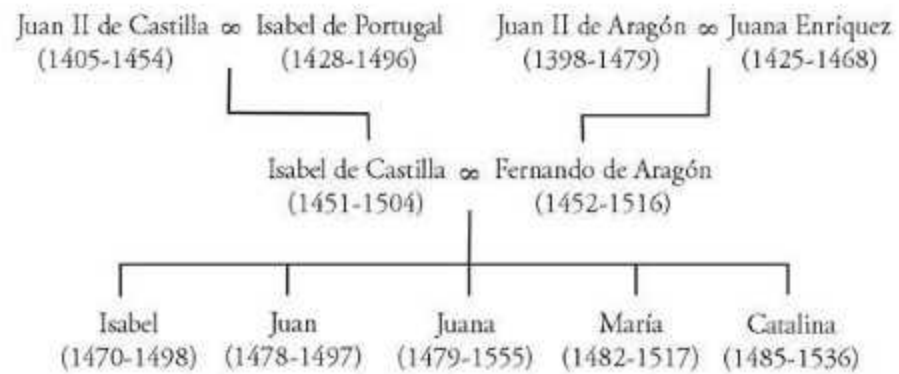 Juan II de Castilla ∞ Isabel de Portugal
(1405-1454) (1428-1496)
Juan II de Aragón ∞ Juana Enríquez
(1398-1479) (1425-1468)
Isabel de Castilla ∞ Fernando de Aragón
(1451-1504) (1452-1516)
Isabel
(1470-1498)
Juan
(1478-1497)
Juana
(1479-1555)
María
(1482-1517)
Catalina
(1485-1536)